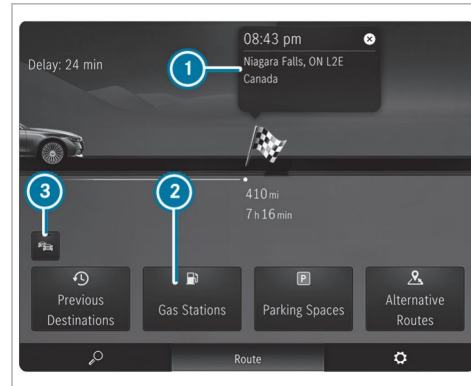 08:43 pm
Delay: 24 min
1
Niagara Falls, ON L2E
Canada
3
2
410 mi
7 h 16 min
P
Previous
Destinations
Gas Stations
Parking Spaces
Alternative
Routes
Route